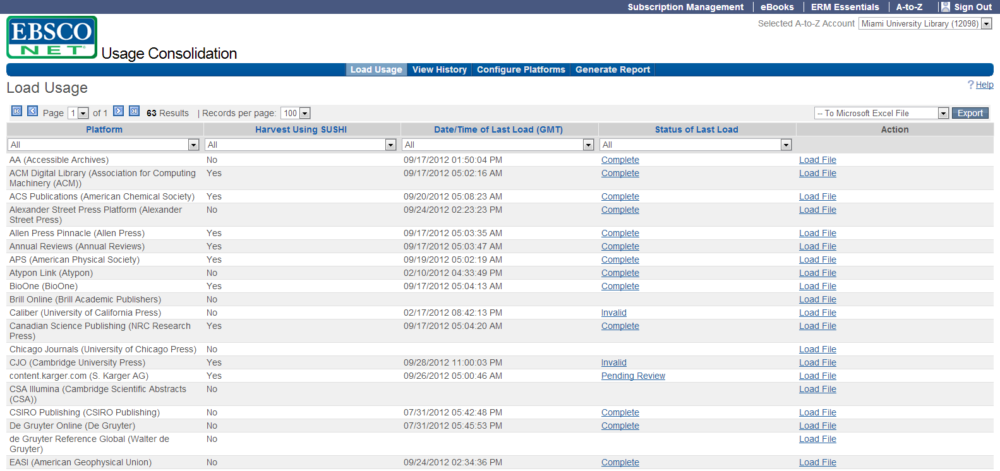 Subscription Management eBooks ERM Essentials A-to-Z Sign Out
Selected A-to-Z Account Miami University Library (12098)
EBSCO
NET
Usage Consolidation
Load Usage View History Configure Platforms Generate Report
Load Usage
? Help
Page 1 of 1 63 Results | Records per page: 100 -- To Microsoft Excel File Export
Platform Harvest Using SUSHI Date/Time of Last Load (GMT) Status of Last Load Action
All All All All
AA (Accessible Archives) No 09/17/2012 01:50:04 PM Complete Load File
ACM Digital Library (Association for Computing Yes 09/17/2012 05:02:16 AM Complete Load File
Machinery (ACM))
ACS Publications (American Chemical Society) Yes 09/20/2012 05:08:23 AM Complete Load File
Alexander Street Press Platform (Alexander No 09/24/2012 02:23:23 PM Complete Load File
Street Press)
Allen Press Pinnacle (Allen Press) Yes 09/17/2012 05:03:35 AM Complete Load File
Annual Reviews (Annual Reviews) Yes 09/17/2012 05:03:47 AM Complete Load File
APS (American Physical Society) Yes 09/19/2012 05:02:19 AM Complete Load File
Atypon Link (Atypon) No 02/10/2012 04:33:49 PM Complete Load File
BioOne (BioOne) Yes 09/17/2012 05:04:13 AM Complete Load File
Brill Online (Brill Academic Publishers) No Load File
Caliber (University of California Press) No 02/17/2012 08:42:13 PM Invalid Load File
Canadian Science Publishing (NRC Research Yes 09/17/2012 05:04:20 AM Complete Load File
Press)
Chicago Journals (University of Chicago Press) No Load File
CJO (Cambridge University Press) Yes 09/28/2012 11:00:03 PM Invalid Load File
content.karger.com (S. Karger AG) Yes 09/26/2012 05:00:46 AM Pending Review Load File
CSA Illumina (Cambridge Scientific Abstracts No Load File
(CSA))
CSIRO Publishing (CSIRO Publishing) No 07/31/2012 05:42:48 PM Complete Load File
De Gruyter Online (De Gruyter) No 07/31/2012 05:45:53 PM Complete Load File
de Gruyter Reference Global (Walter de No Load File
Gruyter)
EASI (American Geophysical Union) No 09/24/2012 02:34:36 PM Complete Load File